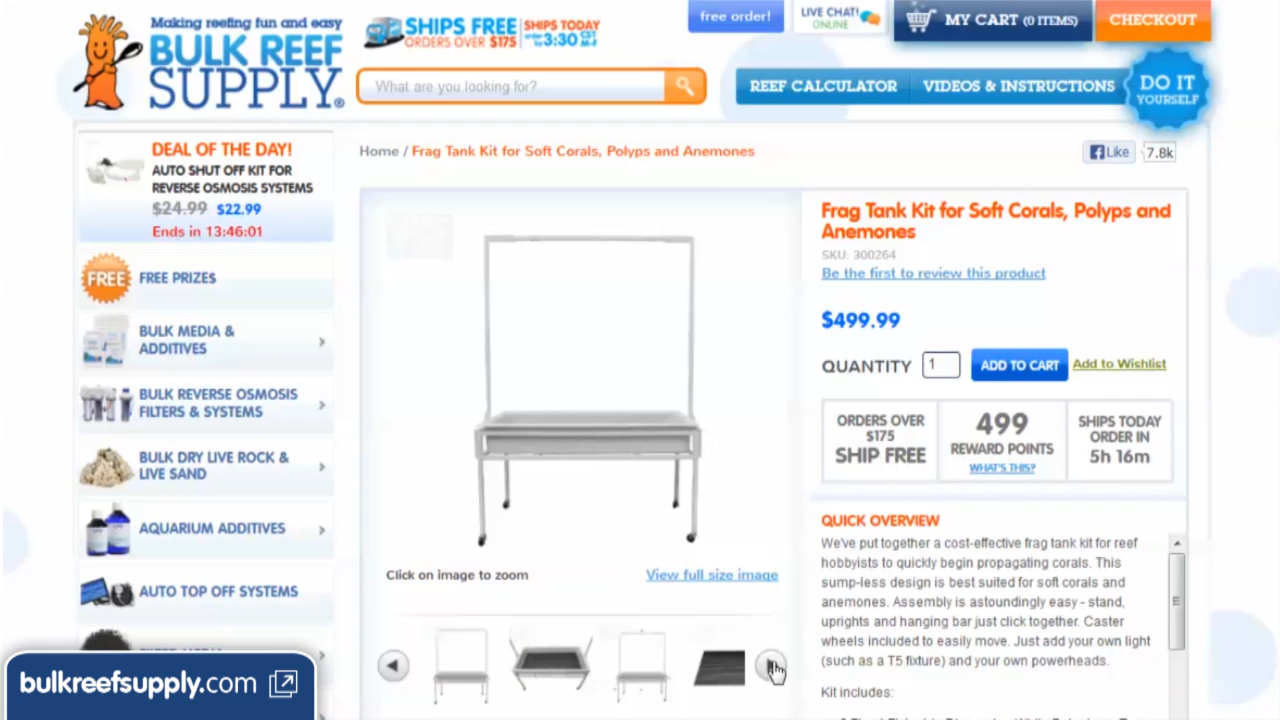 Making reefing fun and easy
BULK REEF
SUPPLY®
SHIPS FREE
ORDERS OVER $175
SHIPS TODAY
order by 3:30 CST M-F
free order!
LIVE CHAT!
ONLINE
MY CART (0 ITEMS)
CHECKOUT
What are you looking for?
REEF CALCULATOR
VIDEOS & INSTRUCTIONS
DO IT
YOURSELF
DEAL OF THE DAY!
AUTO SHUT OFF KIT FOR
REVERSE OSMOSIS SYSTEMS
$24.99 $22.99
Ends in 13:46:01
FREE
FREE PRIZES
BULK MEDIA &
ADDITIVES
BULK REVERSE OSMOSIS
FILTERS & SYSTEMS
BULK DRY LIVE ROCK &
LIVE SAND
AQUARIUM ADDITIVES
AUTO TOP OFF SYSTEMS
bulkreefsupply.com
Home / Frag Tank Kit for Soft Corals, Polyps and Anemones
Like 7.8k
Click on image to zoom
View full size image
Frag Tank Kit for Soft Corals, Polyps and
Anemones
SKU: 300264
Be the first to review this product
$499.99
QUANTITY 1 ADD TO CART Add to Wishlist
ORDERS OVER
$175
SHIP FREE
499
REWARD POINTS
WHAT'S THIS?
SHIPS TODAY
ORDER IN
5h 16m
QUICK OVERVIEW
We've put together a cost-effective frag tank kit for reef
hobbyists to quickly begin propagating corals. This
sump-less design is best suited for soft corals and
anemones. Assembly is astoundingly easy - stand,
uprights and hanging bar just click together. Caster
wheels included to easily move. Just add your own light
(such as a T5 fixture) and your own powerheads.
Kit includes: